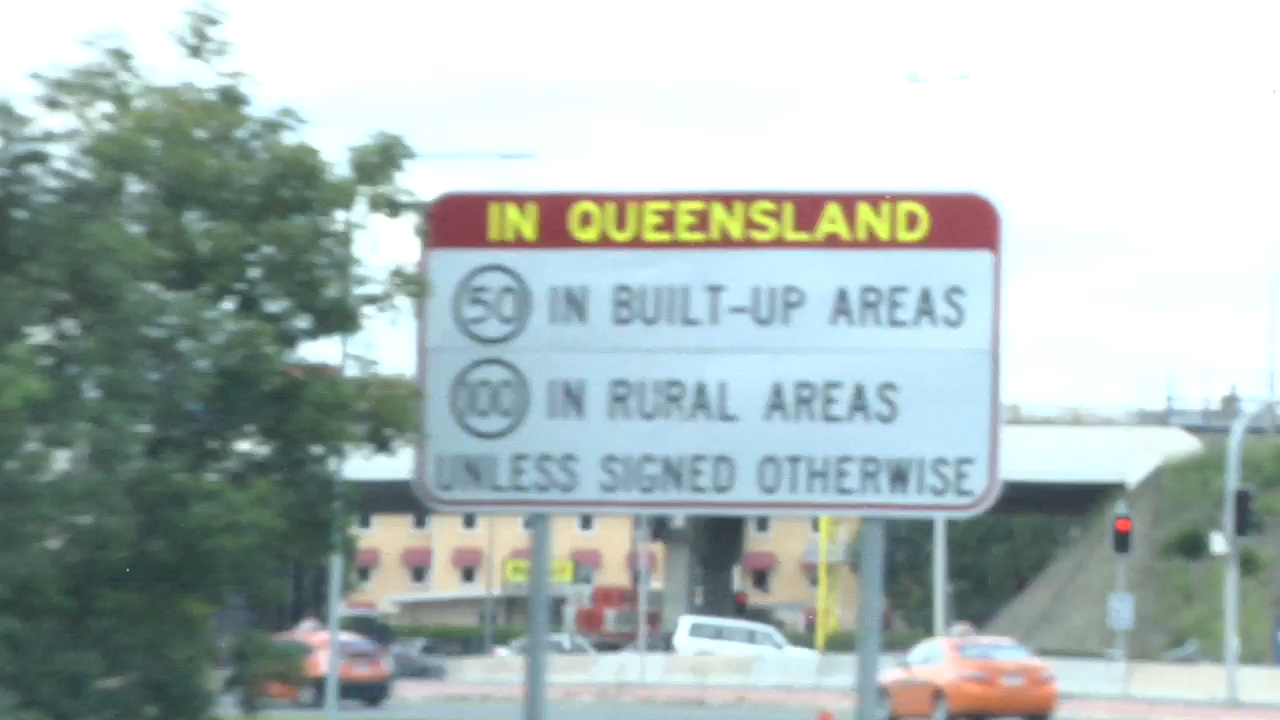 IN QUEENSLAND
50 IN BUILT-UP AREAS
100 IN RURAL AREAS
UNLESS SIGNED OTHERWISE